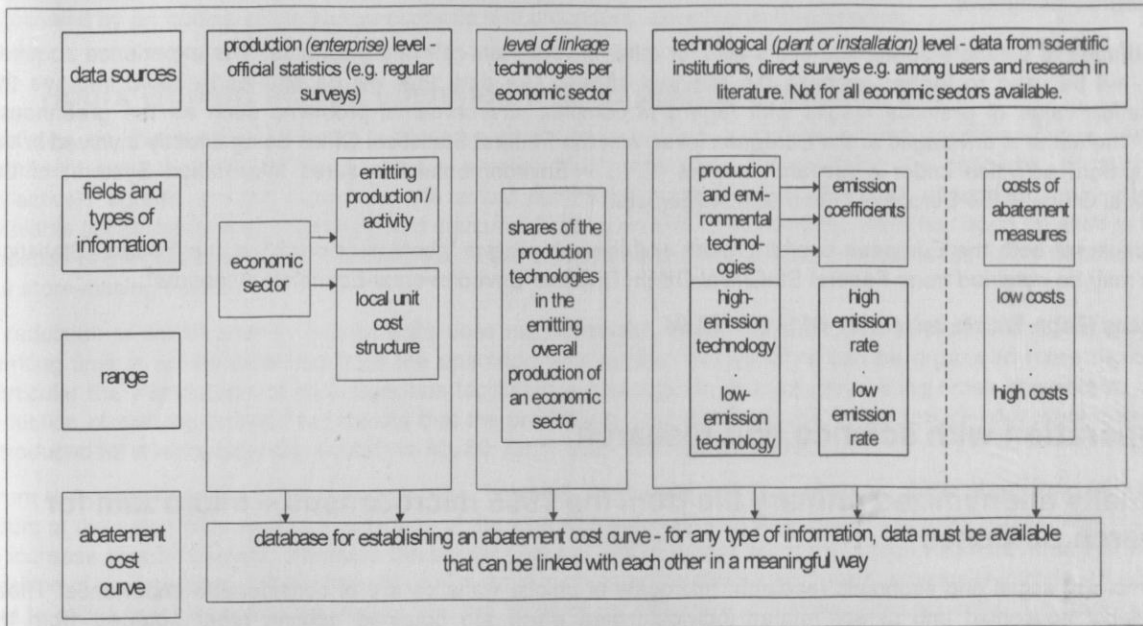 data sources
production (enterprise) level -
official statistics (e.g. regular
surveys)
level of linkage
technologies per
economic sector
technological (plant or installation) level - data from scientific
institutions, direct surveys e.g. among users and research in
literature. Not for all economic sectors available.
fields and
types of
information
range
economic
sector
emitting
production /
activity
local unit
cost
structure
shares of the
production
technologies
in the
emitting
overall
production of
an economic
sector
production
and envi-
ronmental
technol-
ogies
high-
emission
technology
low-
emission
technology
emission
coefficients
high
emission
rate
low
emission
rate
costs of
abatement
measures
low costs
high costs
abatement
cost
curve
database for establishing an abatement cost curve - for any type of information, data must be available
that can be linked with each other in a meaningful way